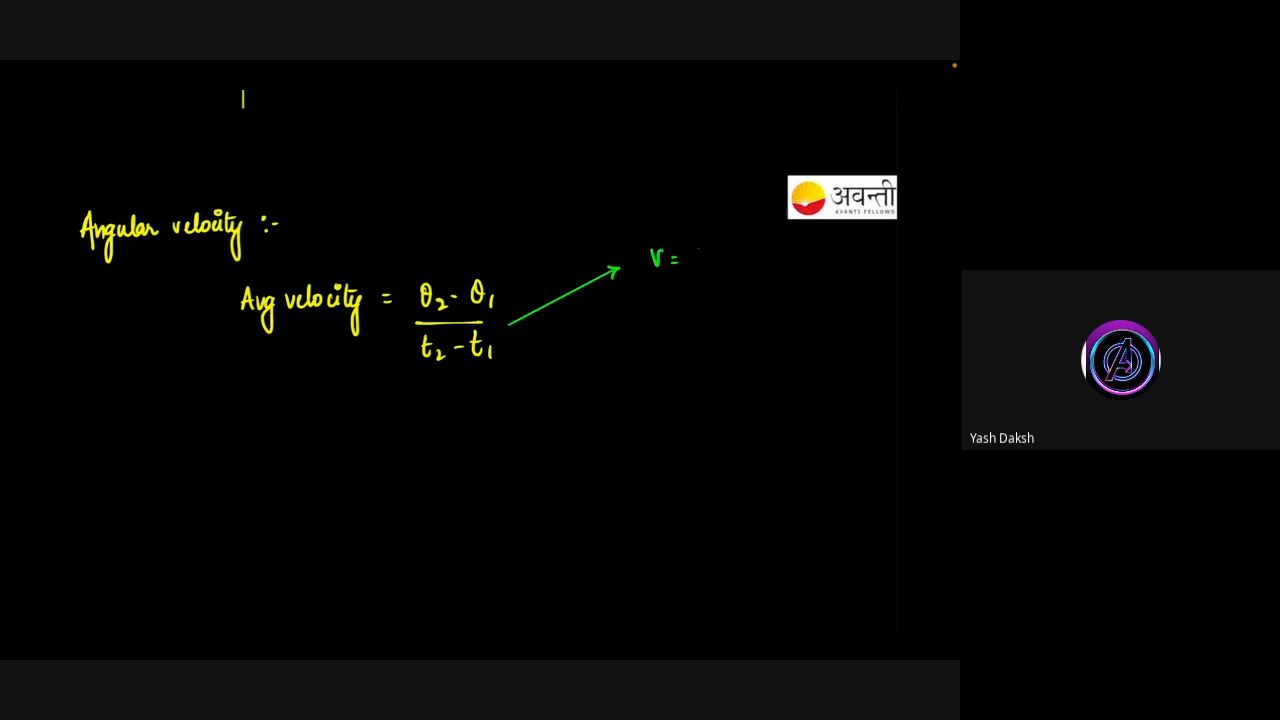 अवन्ती
AVANTI FELLOWS
Angular velocity :-
V =
Avg velocity = θ₂ - θ₁
t₂ - t₁
Yash Daksh